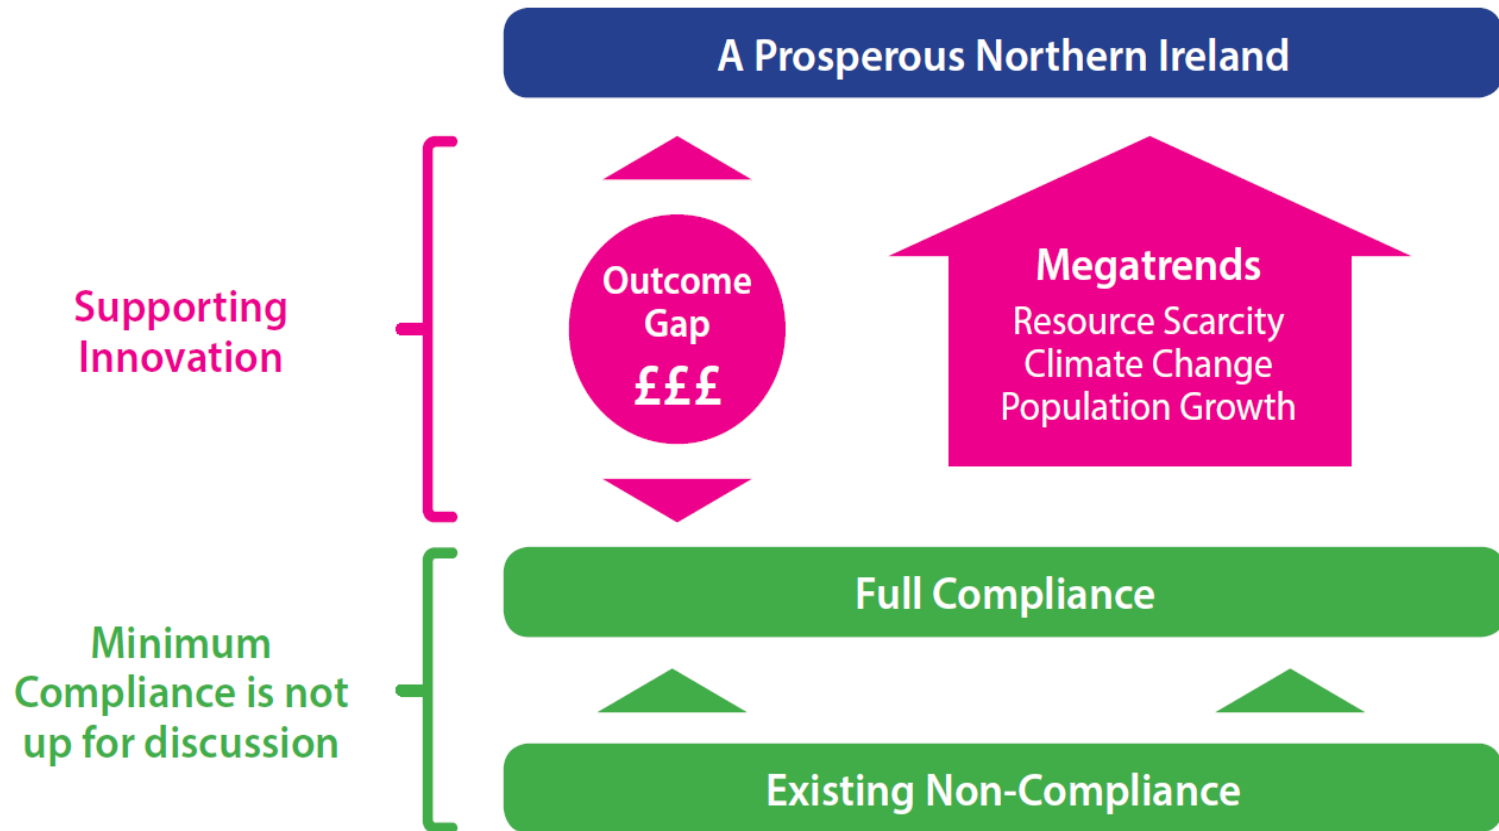 A Prosperous Northern Ireland
Supporting
Innovation
Outcome
Gap
£££
Megatrends
Resource Scarcity
Climate Change
Population Growth
Minimum
Compliance is not
up for discussion
Full Compliance
Existing Non-Compliance